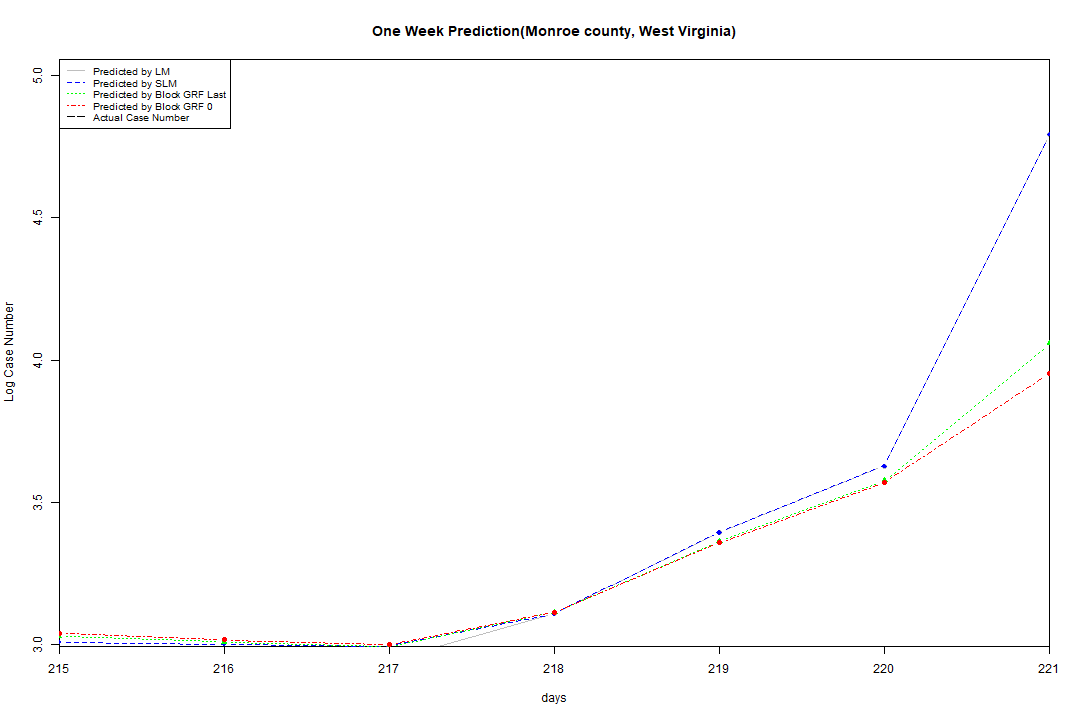 One Week Prediction(Monroe county, West Virginia)
Predicted by LM
Predicted by SLM
Predicted by Block GRF Last
Predicted by Block GRF 0
Actual Case Number
5.0
4.5
4.0
3.5
3.0
Log Case Number
215 216 217 218 219 220 221
days